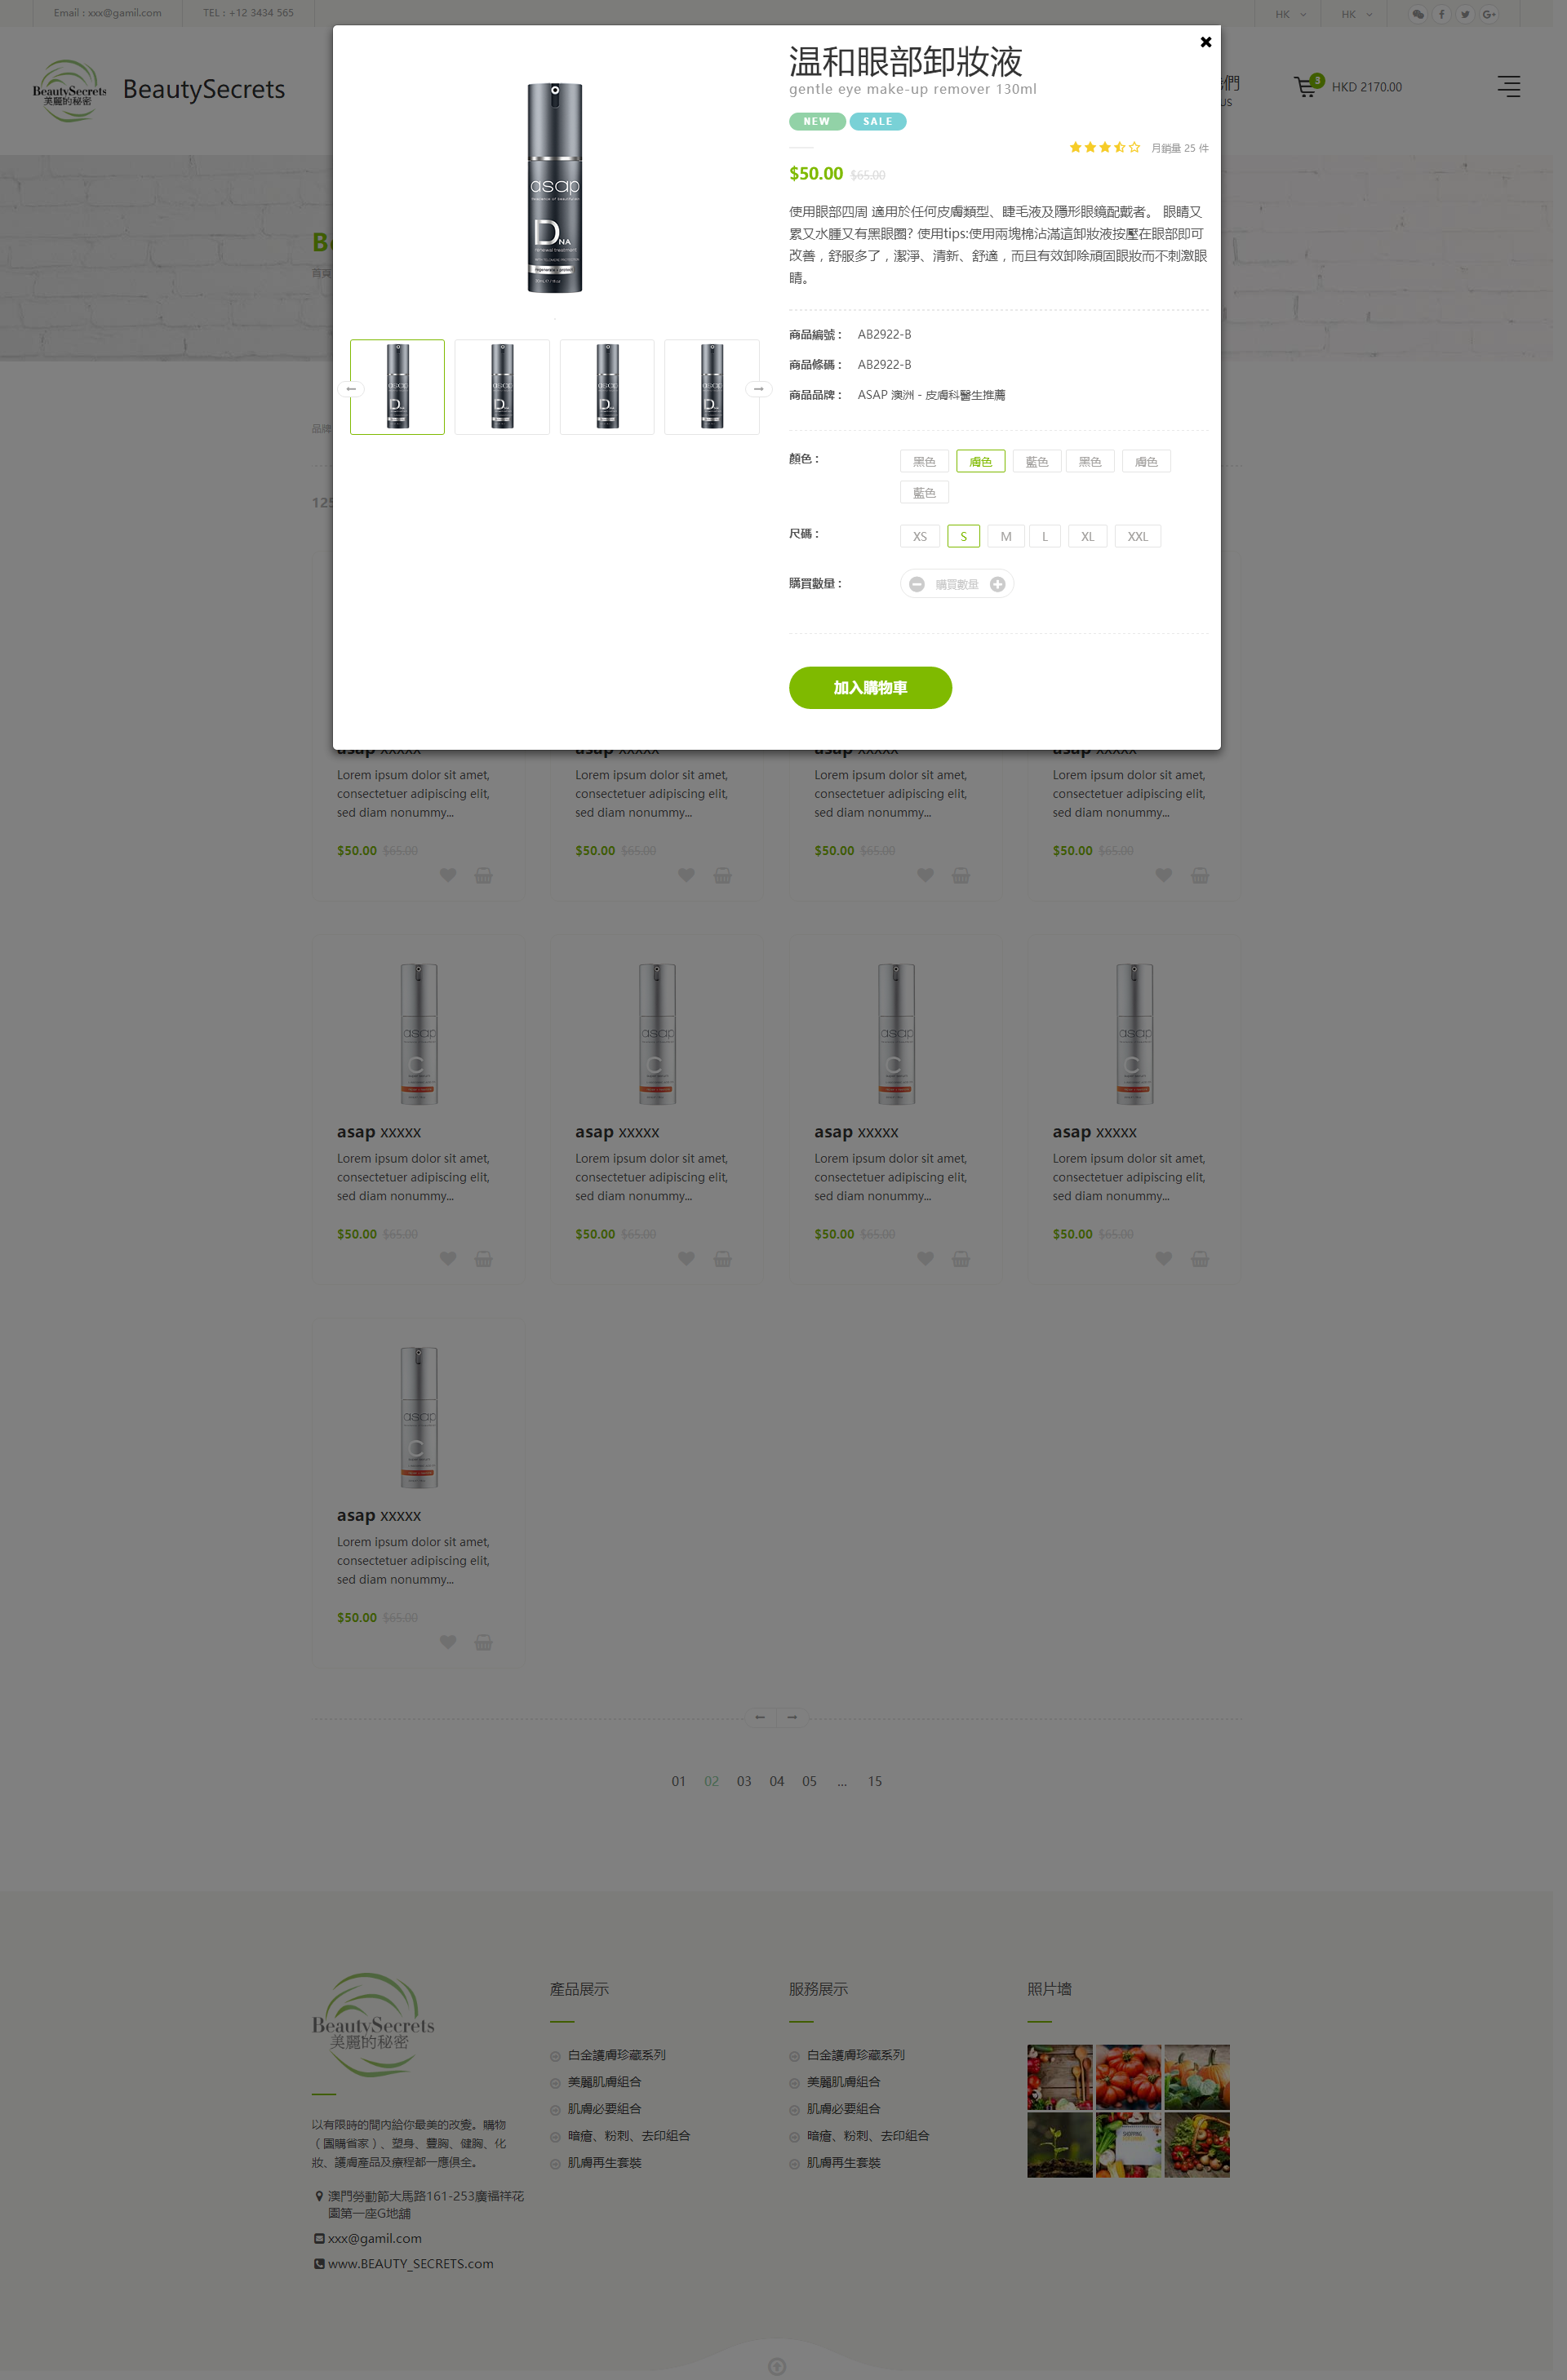 Email : xxx@gamil.com
TEL : +12 3434 565
HK
HK
BeautySecrets
美麗的秘密
BeautySecrets
US
3
HKD 2170.00
温和眼部卸妝液
gentle eye make-up remover 130ml
NEW
SALE
月銷量 25 件
$50.00 $65.00
使用眼部四周 適用於任何皮膚類型、睫毛液及隱形眼鏡配戴者。 眼睛又
累又水腫又有黑眼圈? 使用tips:使用兩塊棉沾滿這卸妝液按壓在眼部即可
改善，舒服多了，潔淨、清新、舒適，而且有效卸除頑固眼妝而不刺激眼
睛。
商品編號： AB2922-B
商品條碼： AB2922-B
商品品牌： ASAP 澳洲 - 皮膚科醫生推薦
顏色：
黑色 膚色 藍色 黑色 膚色
藍色
尺碼：
XS S M L XL XXL
購買數量：
購買數量
加入購物車
asap
DNA
renewal treatment
首頁
品牌
125
asap xxxxx
Lorem ipsum dolor sit amet,
consectetuer adipiscing elit,
sed diam nonummy...
$50.00 $65.00
asap xxxxx
Lorem ipsum dolor sit amet,
consectetuer adipiscing elit,
sed diam nonummy...
$50.00 $65.00
asap xxxxx
Lorem ipsum dolor sit amet,
consectetuer adipiscing elit,
sed diam nonummy...
$50.00 $65.00
asap xxxxx
Lorem ipsum dolor sit amet,
consectetuer adipiscing elit,
sed diam nonummy...
$50.00 $65.00
asap
C
asap xxxxx
Lorem ipsum dolor sit amet,
consectetuer adipiscing elit,
sed diam nonummy...
$50.00 $65.00
asap
C
asap xxxxx
Lorem ipsum dolor sit amet,
consectetuer adipiscing elit,
sed diam nonummy...
$50.00 $65.00
asap
C
asap xxxxx
Lorem ipsum dolor sit amet,
consectetuer adipiscing elit,
sed diam nonummy...
$50.00 $65.00
asap
C
asap xxxxx
Lorem ipsum dolor sit amet,
consectetuer adipiscing elit,
sed diam nonummy...
$50.00 $65.00
asap
C
asap xxxxx
Lorem ipsum dolor sit amet,
consectetuer adipiscing elit,
sed diam nonummy...
$50.00 $65.00
01 02 03 04 05 ... 15
BeautySecrets
美麗的秘密
以有限時的間内給你最美的改變。購物
（團購省家）、塑身、豐胸、健胸、化
妝、護膚產品及療程都一應俱全。
澳門勞動節大馬路161-253廣福祥花
園第一座G地舖
xxx@gamil.com
www.BEAUTY_SECRETS.com
產品展示
白金護膚珍藏系列
美麗肌膚組合
肌膚必要組合
暗瘡、粉刺、去印組合
肌膚再生套裝
服務展示
白金護膚珍藏系列
美麗肌膚組合
肌膚必要組合
暗瘡、粉刺、去印組合
肌膚再生套裝
照片墻